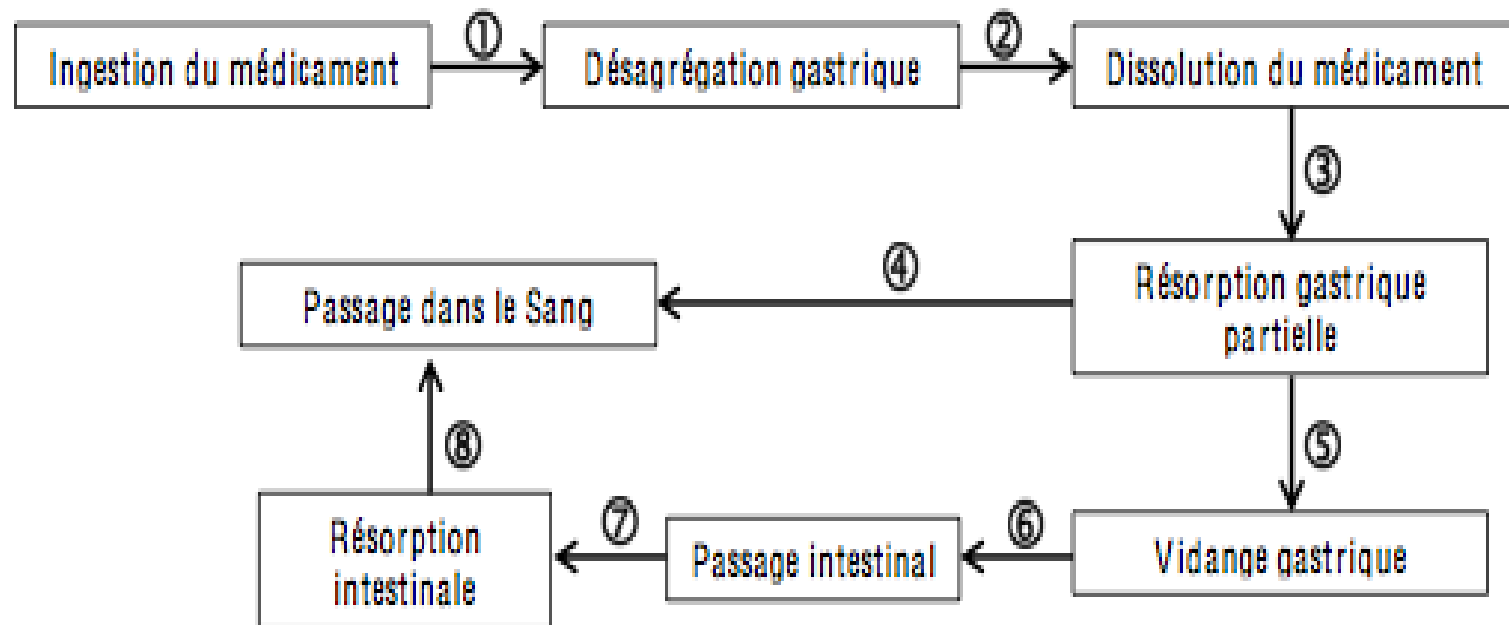 ①
②
Ingestion du médicament
Désagrégation gastrique
Dissolution du médicament
③
④
Passage dans le Sang
Résorption gastrique
partielle
⑤
⑧
⑦
⑥
Résorption
intestinale
Passage intestinal
Vidange gastrique